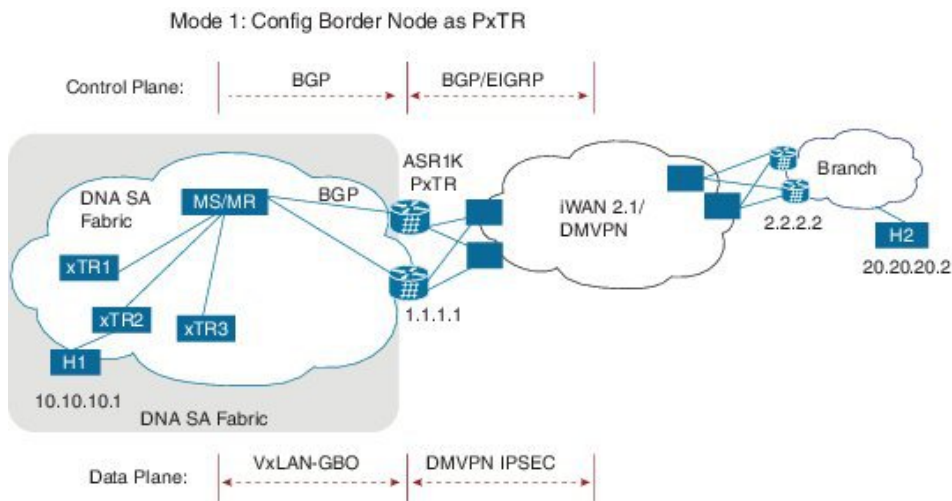 Mode 1: Config Border Node as PxTR
Control Plane:
BGP
BGP/EIGRP
DNA SA
Fabric
MS/MR
BGP
ASR1K
PxTR
iWAN 2.1/
DMVPN
Branch
2.2.2.2
H2
20.20.20.2
xTR1
xTR2
xTR3
1.1.1.1
H1
10.10.10.1
DNA SA Fabric
Data Plane:
VxLAN-GBO
DMVPN IPSEC